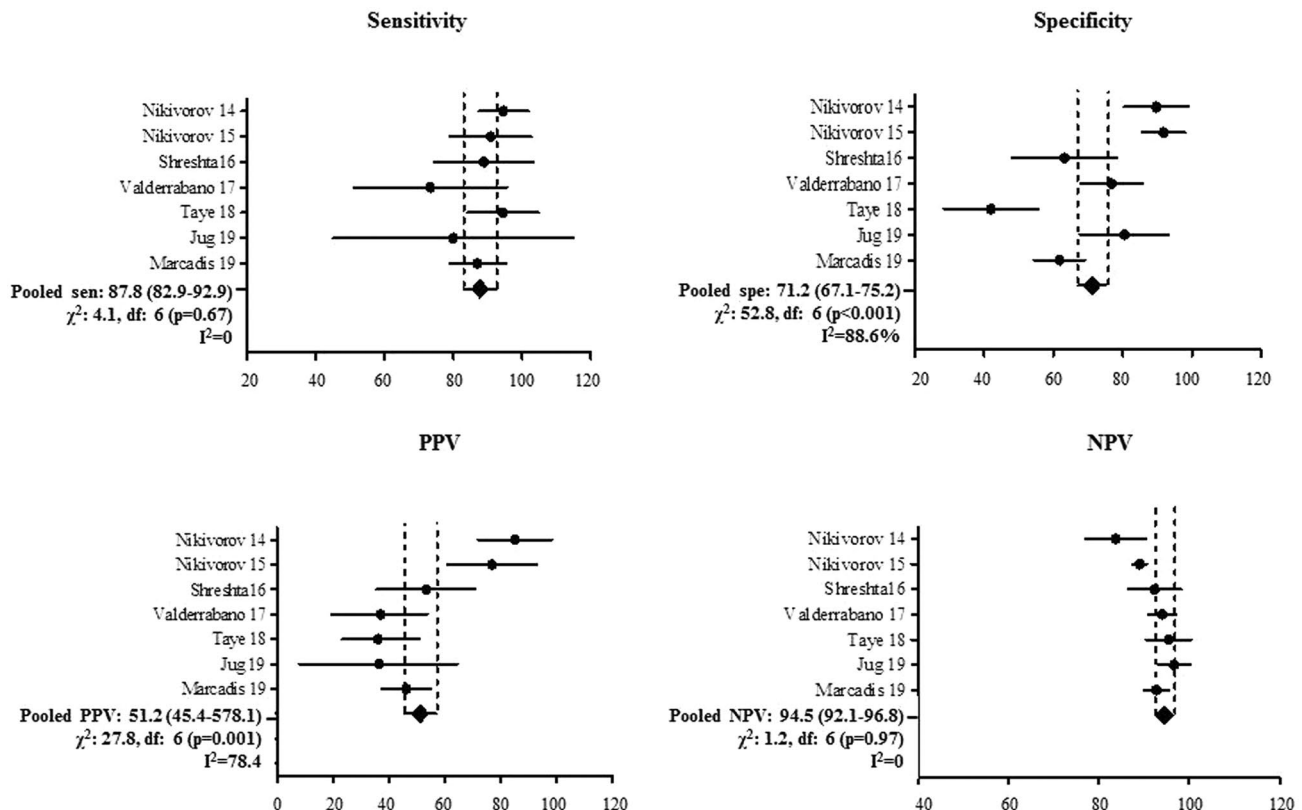 Sensitivity
Nikivorov 14
Nikivorov 15
Shreshta16
Valderrabano 17
Taye 18
Jug 19
Marcadis 19
Pooled sen: 87.8 (82.9-92.9)
χ²: 4.1, df: 6 (p=0.67)
I²=0
20 40 60 80 100 120
Specificity
Nikivorov 14
Nikivorov 15
Shreshta16
Valderrabano 17
Taye 18
Jug 19
Marcadis 19
Pooled spe: 71.2 (67.1-75.2)
χ²: 52.8, df: 6 (p<0.001)
I²=88.6%
20 40 60 80 100 120
PPV
Nikivorov 14
Nikivorov 15
Shreshta16
Valderrabano 17
Taye 18
Jug 19
Marcadis 19
Pooled PPV: 51.2 (45.4-578.1)
χ²: 27.8, df: 6 (p=0.001)
I²=78.4
0 20 40 60 80 100 120
NPV
Nikivorov 14
Nikivorov 15
Shreshta16
Valderrabano 17
Taye 18
Jug 19
Marcadis 19
Pooled NPV: 94.5 (92.1-96.8)
χ²: 1.2, df: 6 (p=0.97)
I²=0
40 60 80 100 120